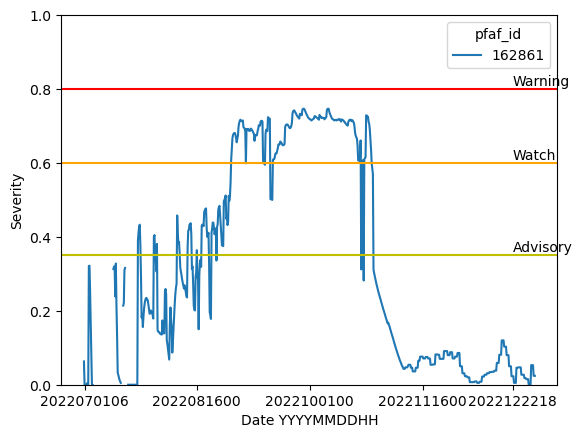 pfaf_id
162861
1.0
0.8
0.6
0.4
0.2
0.0
Severity
Warning
Watch
Advisory
2022070106 2022081600 2022100100 2022111600 2022122218
Date YYYYMMDDHH